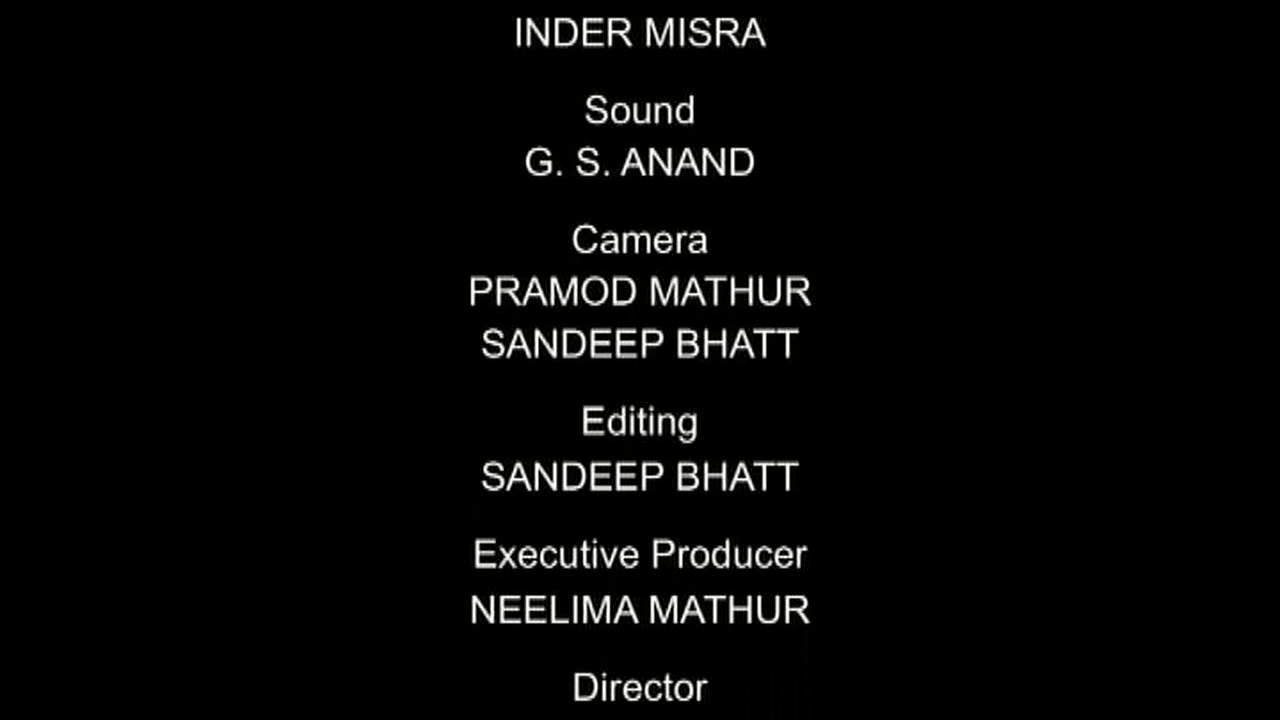 INDER MISRA
Sound
G. S. ANAND
Camera
PRAMOD MATHUR
SANDEEP BHATT
Editing
SANDEEP BHATT
Executive Producer
NEELIMA MATHUR
Director